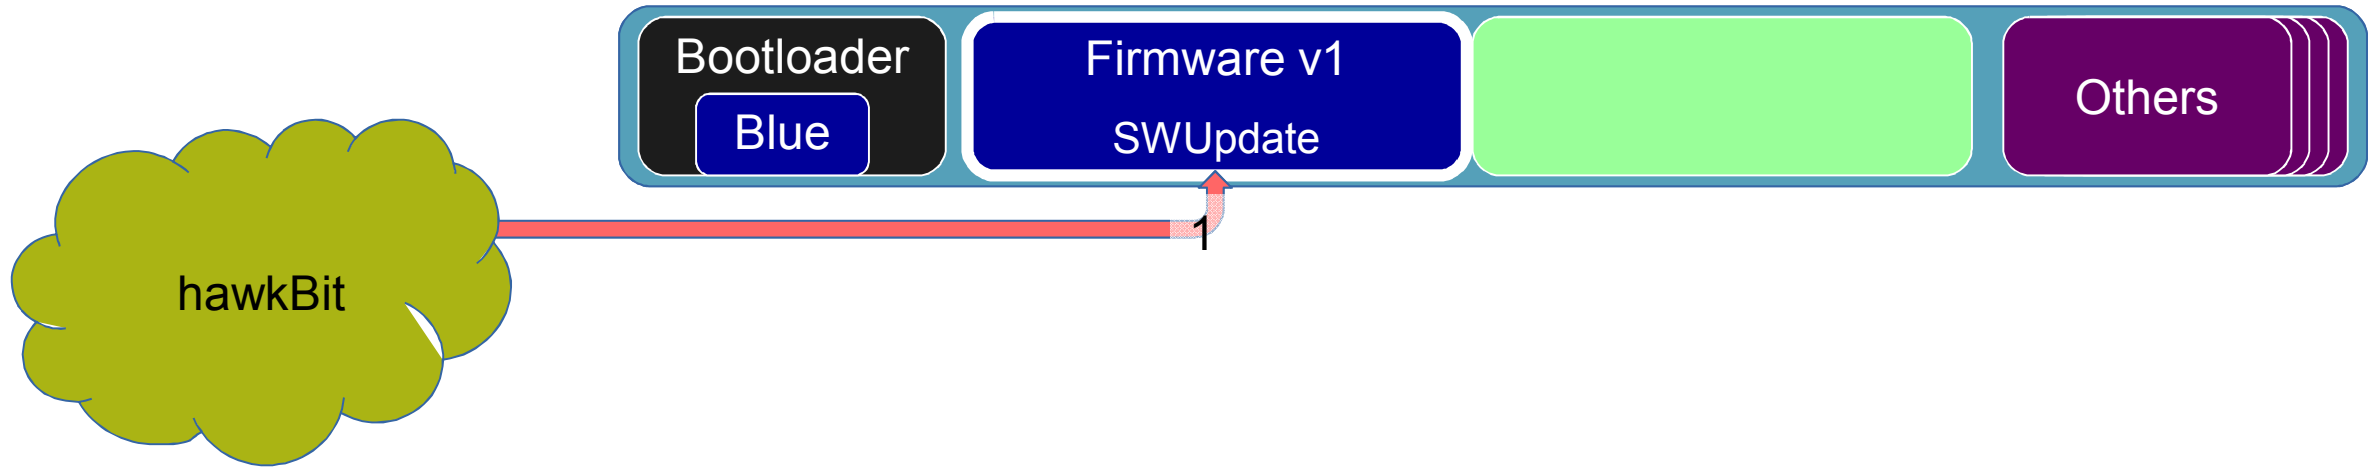 Bootloader
Blue
Firmware v1
SWUpdate
Others
1
hawkBit